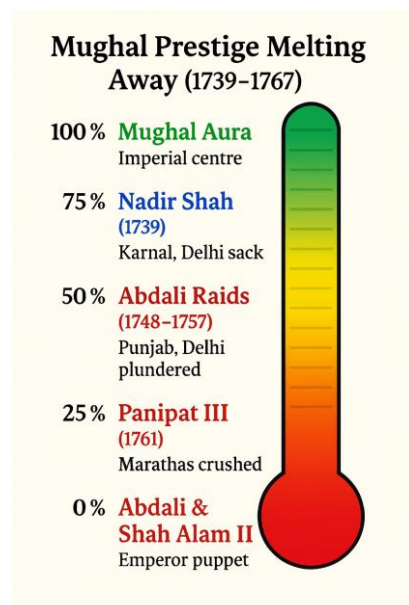 Mughal Prestige Melting
Away (1739–1767)
100% Mughal Aura
Imperial centre
75% Nadir Shah
(1739)
Karnal, Delhi sack
50% Abdali Raids
(1748–1757)
Punjab, Delhi
plundered
25% Panipat III
(1761)
Marathas crushed
0% Abdali &
Shah Alam II
Emperor puppet